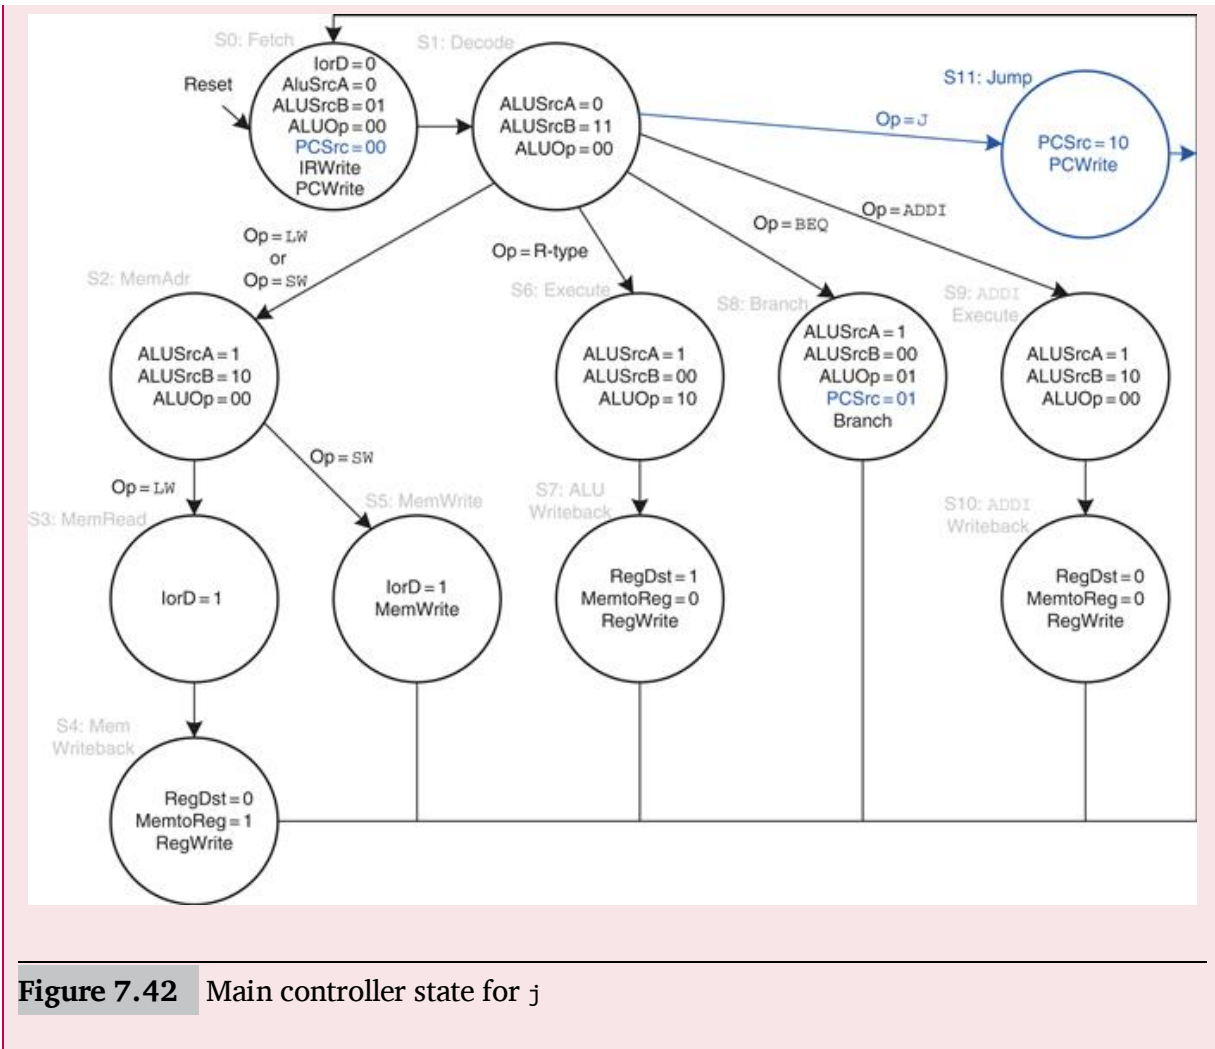 S0: Fetch
Reset
IorD = 0
AluSrcA = 0
ALUSrcB = 01
ALUOp = 00
PCSrc = 00
IRWrite
PCWrite
S1: Decode
ALUSrcA = 0
ALUSrcB = 11
ALUOp = 00
Op = J
S11: Jump
PCSrc = 10
PCWrite
Op = LW
or
Op = SW
Op = R-type
Op = BEQ
Op = ADDI
S2: MemAdr
ALUSrcA = 1
ALUSrcB = 10
ALUOp = 00
S6: Execute
ALUSrcA = 1
ALUSrcB = 00
ALUOp = 10
S8: Branch
ALUSrcA = 1
ALUSrcB = 00
ALUOp = 01
PCSrc = 01
Branch
S9: ADDI
Execute
ALUSrcA = 1
ALUSrcB = 10
ALUOp = 00
Op = LW
Op = SW
S3: MemRead
IorD = 1
S5: MemWrite
IorD = 1
MemWrite
S7: ALU
Writeback
RegDst = 1
MemtoReg = 0
RegWrite
S10: ADDI
Writeback
RegDst = 0
MemtoReg = 0
RegWrite
S4: Mem
Writeback
RegDst = 0
MemtoReg = 1
RegWrite
Figure 7.42 Main controller state for j